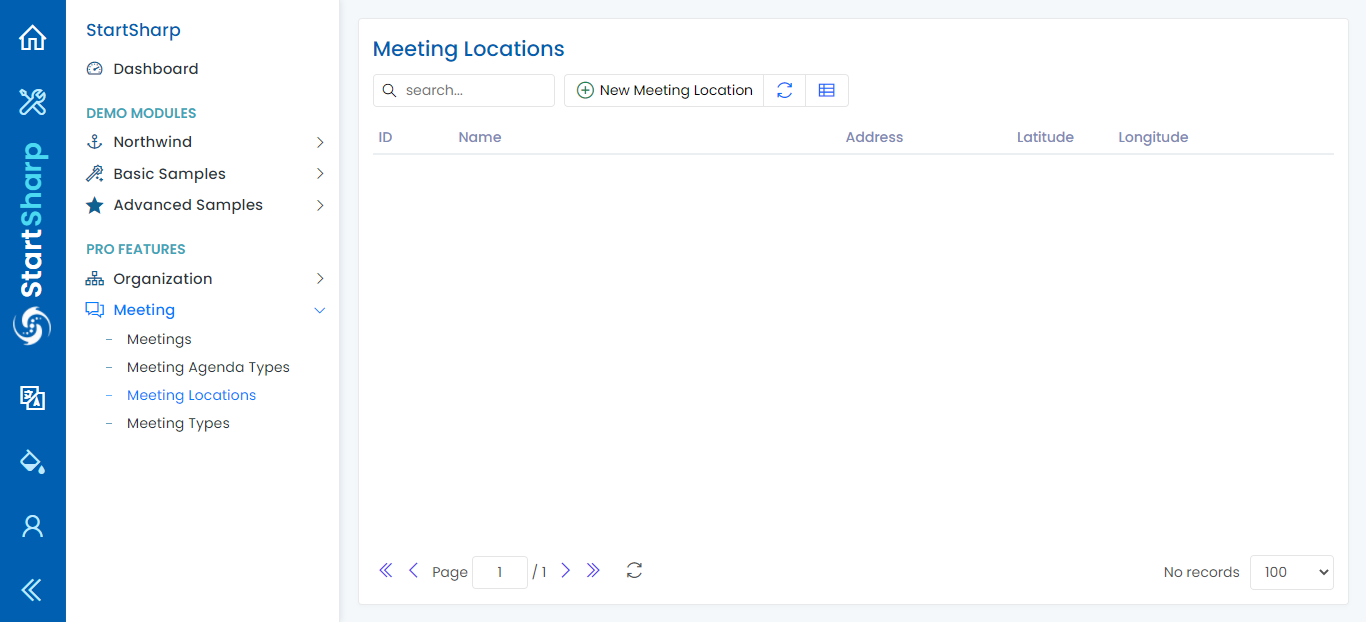 StartSharp
StartSharp
Dashboard
DEMO MODULES
Northwind
Basic Samples
Advanced Samples
PRO FEATURES
Organization
Meeting
Meetings
Meeting Agenda Types
Meeting Locations
Meeting Types
Meeting Locations
search...
New Meeting Location
ID Name Address Latitude Longitude
Page 1 / 1 No records 100